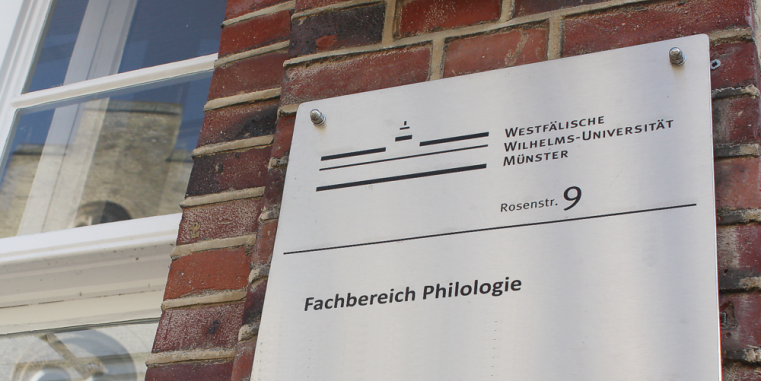 Westfälische
Wilhelms-Universität
Münster
Rosenstr. 9
Fachbereich Philologie